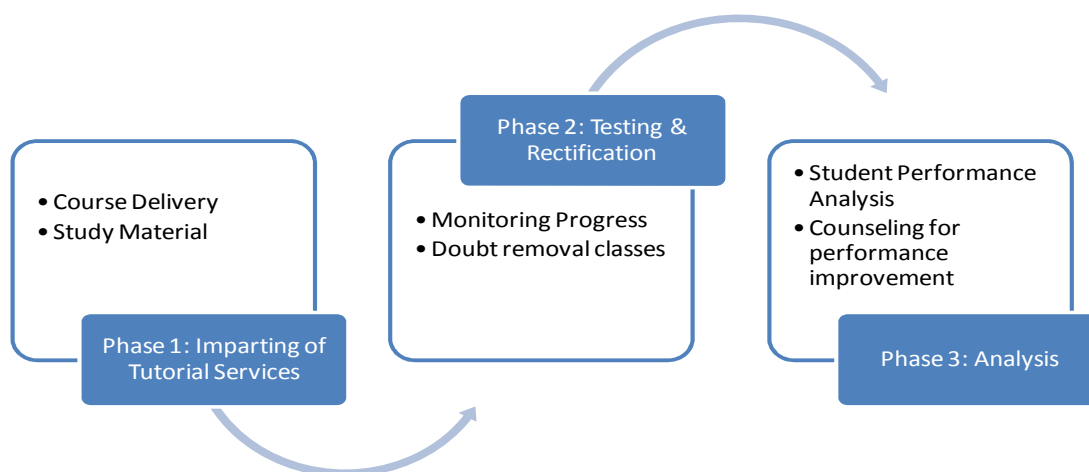 • Course Delivery
• Study Material
Phase 1: Imparting of
Tutorial Services
Phase 2: Testing &
Rectification
• Monitoring Progress
• Doubt removal classes
• Student Performance
Analysis
• Counseling for
performance
improvement
Phase 3: Analysis